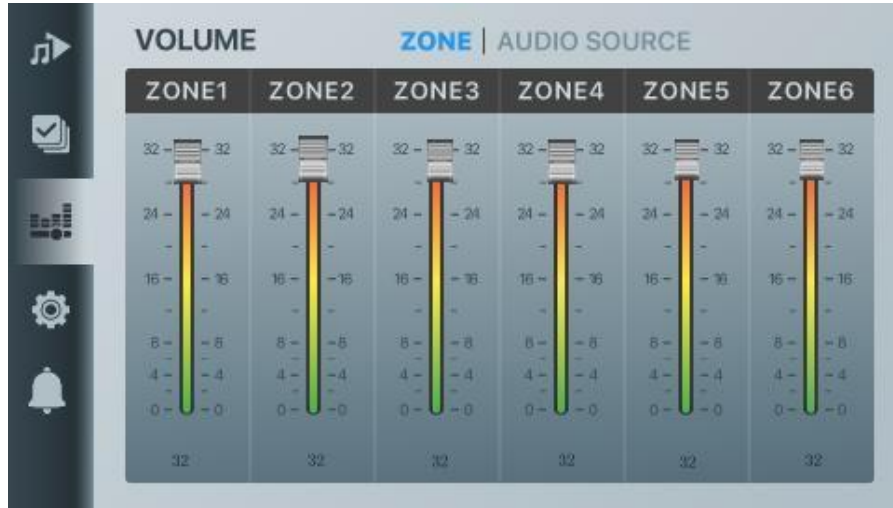 VOLUME ZONE | AUDIO SOURCE
ZONE1 ZONE2 ZONE3 ZONE4 ZONE5 ZONE6
32 32 32 32 32 32 32 32 32 32 32 32
24 24 24 24 24 24 24 24 24 24 24 24
16 16 16 16 16 16 16 16 16 16 16 16
8 8 8 8 8 8 8 8 8 8 8 8
4 4 4 4 4 4 4 4 4 4 4 4
0 0 0 0 0 0 0 0 0 0 0 0
32 32 32 32 32 32